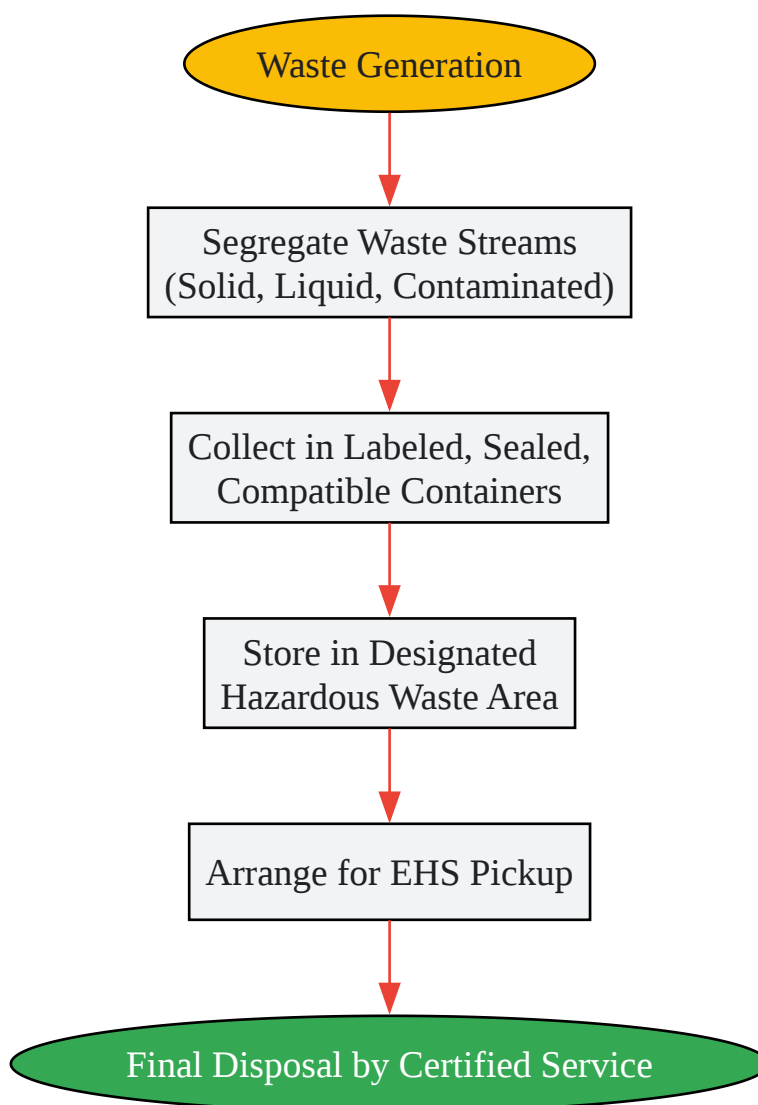 Waste Generation
Segregate Waste Streams
(Solid, Liquid, Contaminated)
Collect in Labeled, Sealed,
Compatible Containers
Store in Designated
Hazardous Waste Area
Arrange for EHS Pickup
Final Disposal by Certified Service